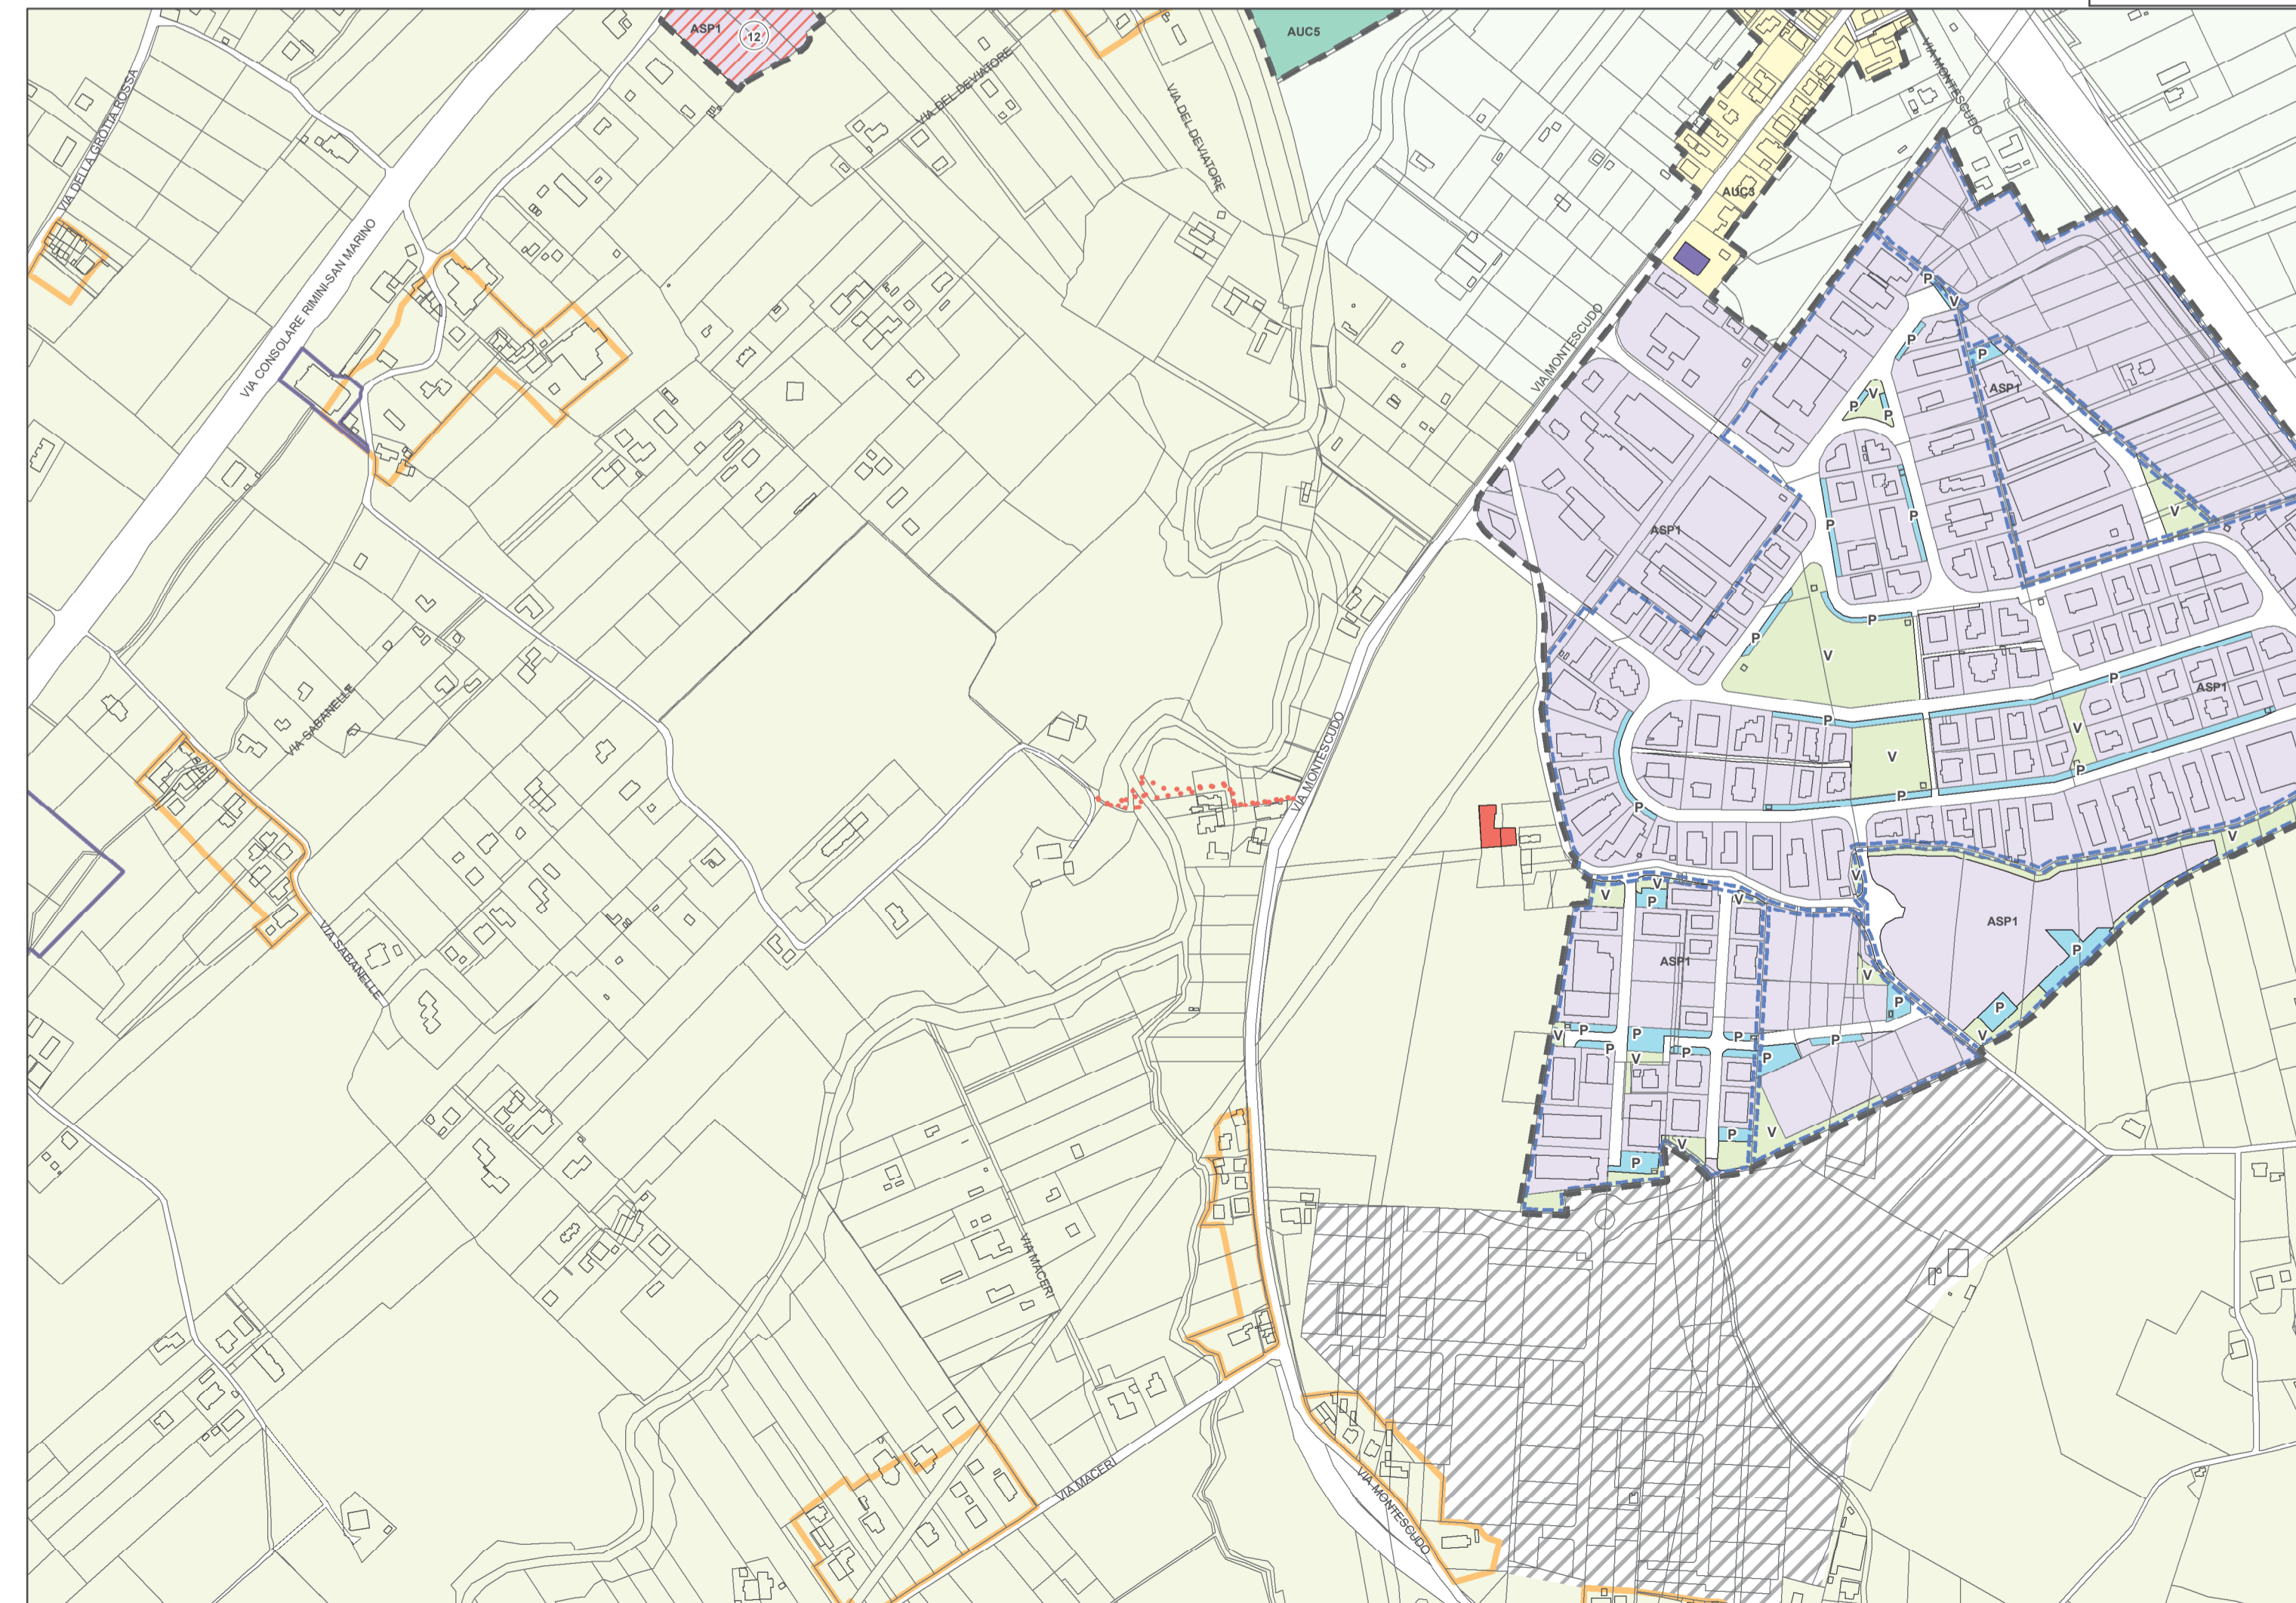 ASP1
12
AUC5
VIA DELLA GROTTA ROSSA
VIA DEL DEVIATORE
VIA DEL DEVIATORE
VIA MONTESCUDO
AUC3
VIA CONSOLARE RIMINI-SAN MARINO
VIA MONTESCUDO
P
V
P
P
ASP1
P
V
P
V
ASP1
P
P
ASP1
P
P
V
ASP1
P
V
V
P
P
P
VIA SABANELLE
VIA MONTESCUDO
V
V
V
V
P
V
ASP1
VIA SABANELLE
ASP1
P
V
P
P
V
P
P
P
V
P
P
V
P
P
V
P
V
V
P
VIA MACERI
VIA MACERI
VIA MONTESCUDO